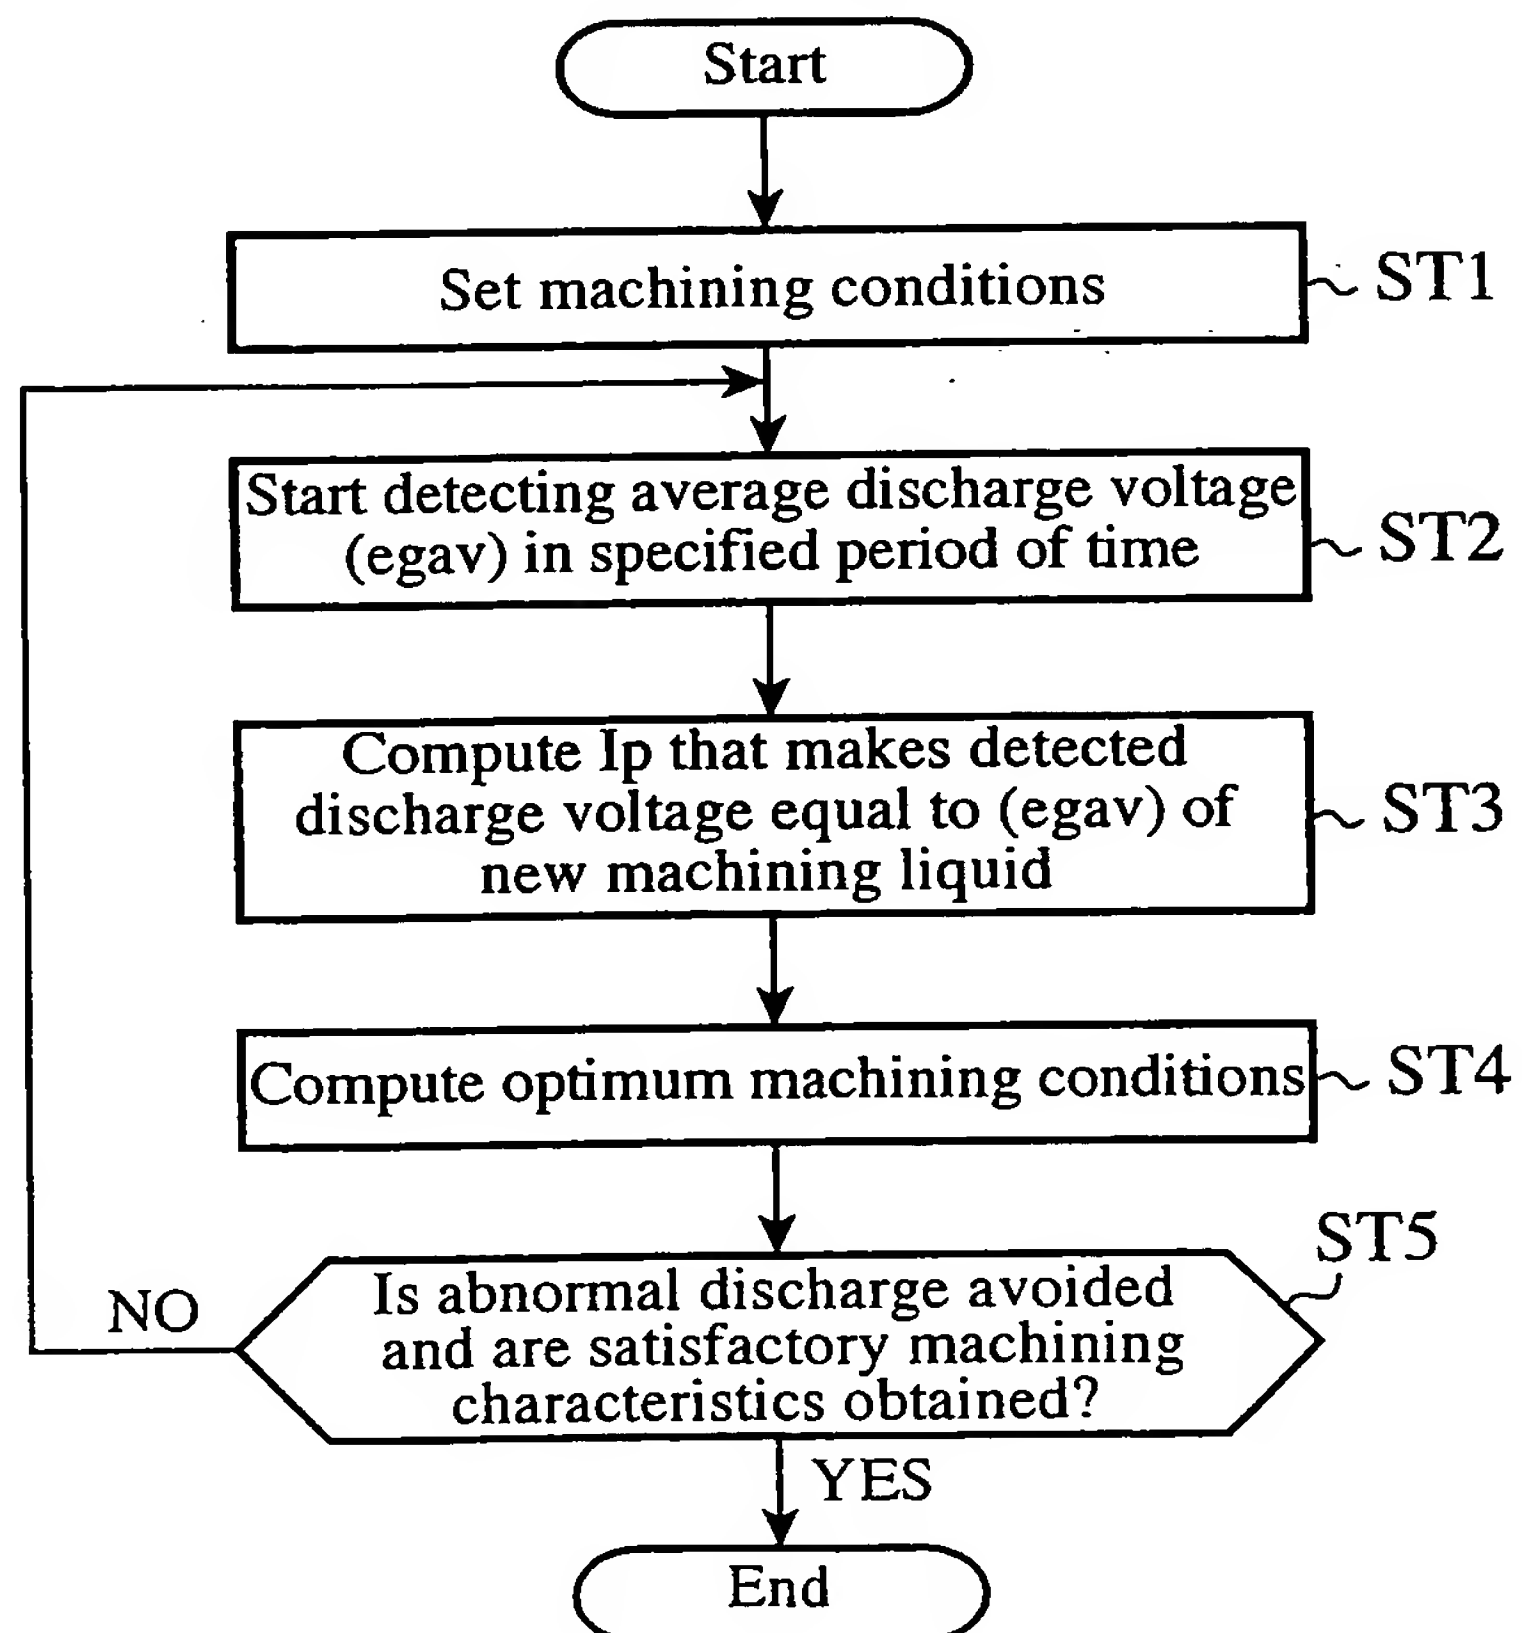 Start
Set machining conditions
ST1
Start detecting average discharge voltage
(egav) in specified period of time
ST2
Compute Ip that makes detected
discharge voltage equal to (egav) of
new machining liquid
ST3
Compute optimum machining conditions
ST4
ST5
Is abnormal discharge avoided
and are satisfactory machining
characteristics obtained?
NO
YES
End